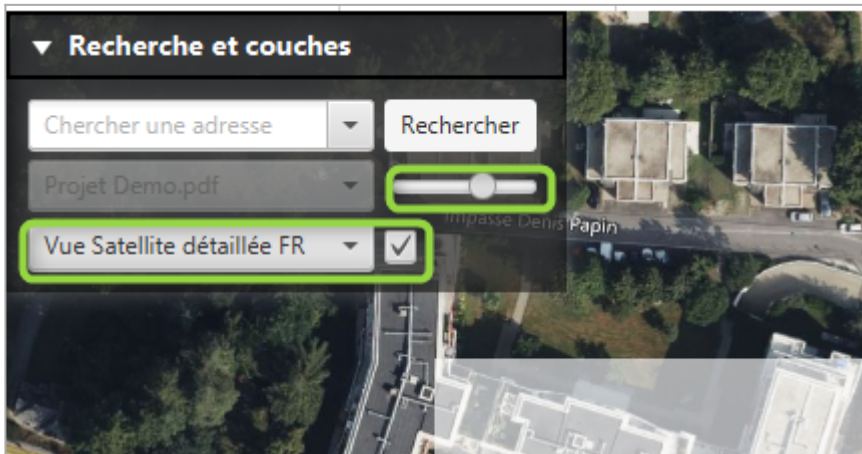 Recherche et couches
Chercher une adresse
Rechercher
Projet Demo.pdf
Impasse Denis Papin
Vue Satellite détaillée FR